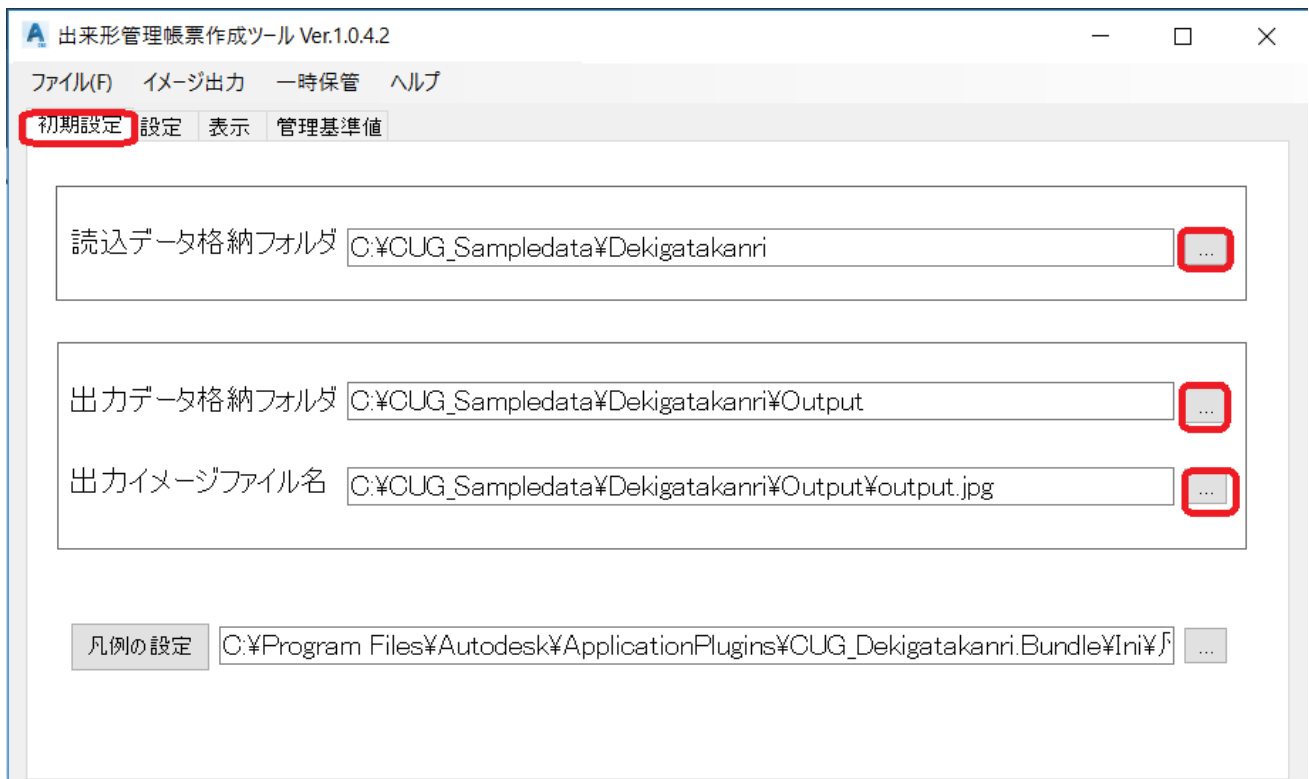 出来形管理帳票作成ツール Ver.1.0.4.2
ファイル(F) イメージ出力 一時保管 ヘルプ
初期設定 設定 表示 管理基準値
読込データ格納フォルダ C:¥CUG_Sampledata¥Dekigatakanri ...
出力データ格納フォルダ C:¥CUG_Sampledata¥Dekigatakanri¥Output ...
出力イメージファイル名 C:¥CUG_Sampledata¥Dekigatakanri¥Output¥output.jpg ...
凡例の設定 C:¥Program Files¥Autodesk¥ApplicationPlugins¥CUG_Dekigatakanri.Bundle¥Ini¥ ...